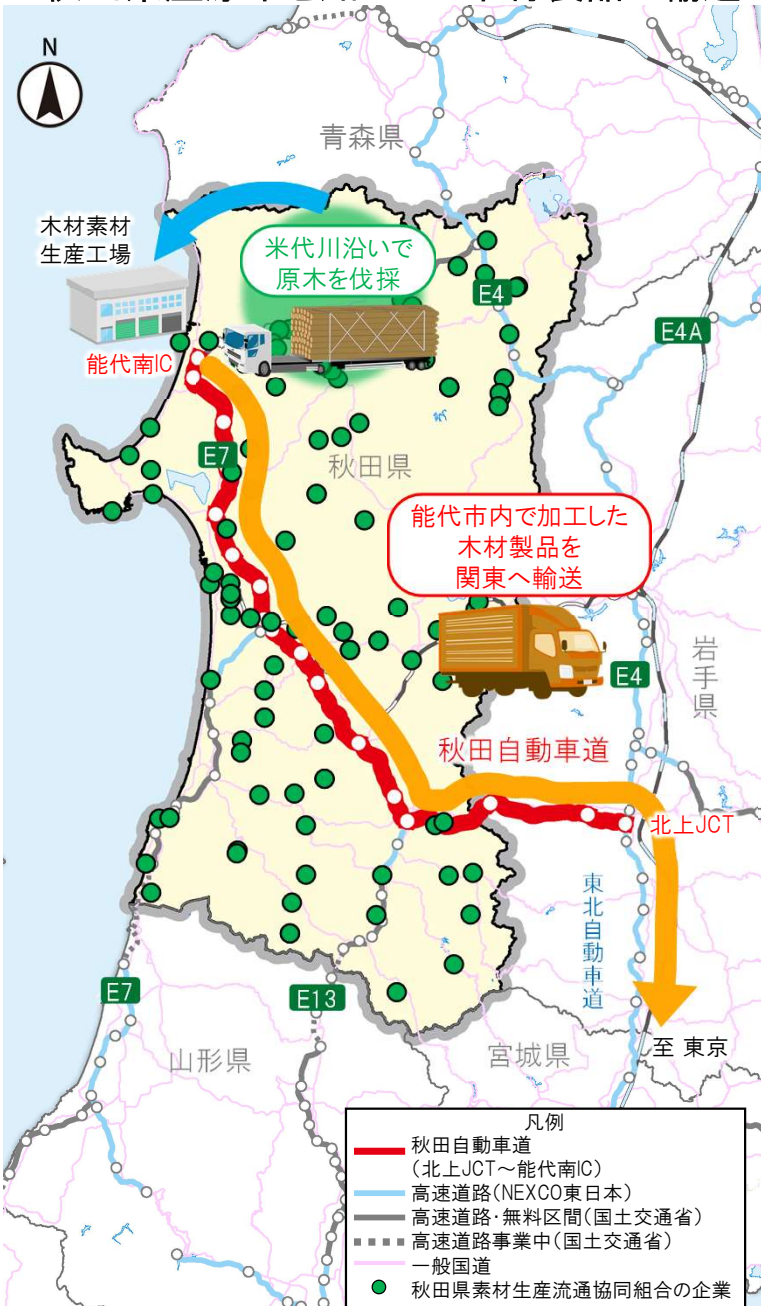 N
青森県
木材素材
生産工場
米代川沿いで
原木を伐採
E4
E4A
能代南IC
E7
秋田県
能代市内で加工した
木材製品を
関東へ輸送
岩手県
E4
秋田自動車道
北上JCT
東北自動車道
E7
E13
至 東京
山形県
宮城県
凡例
秋田自動車道
(北上JCT～能代南IC)
高速道路(NEXCO東日本)
高速道路・無料区間(国土交通省)
高速道路事業中(国土交通省)
一般国道
秋田県素材生産流通協同組合の企業